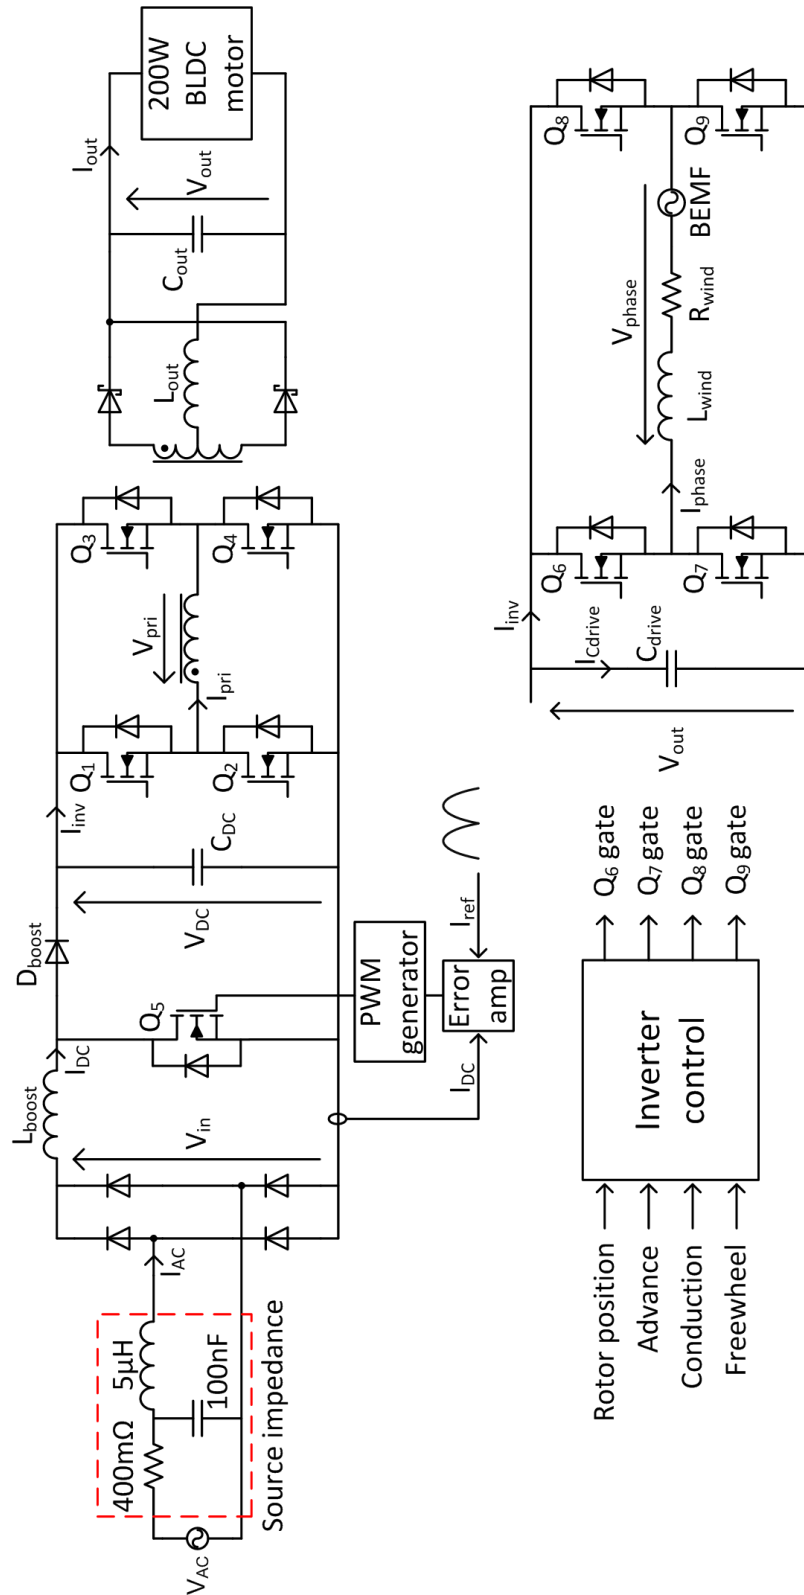 V_AC
400mΩ
5µH
100nF
Source impedance
I_AC
V_in
L_boost
I_DC
Q_5
D_boost
V_DC
C_DC
I_inv
Q_1
Q_2
I_pri
V_pri
Q_3
Q_4
L_out
C_out
V_out
I_out
200W
BLDC
motor
PWM
generator
Error
amp
I_DC
I_ref
Rotor position
Advance
Conduction
Freewheel
Inverter
control
Q_6 gate
Q_7 gate
Q_8 gate
Q_9 gate
V_out
I_Cdrive
C_drive
I_inv
Q_6
Q_7
I_phase
V_phase
L_wind
R_wind
BEMF
Q_8
Q_9